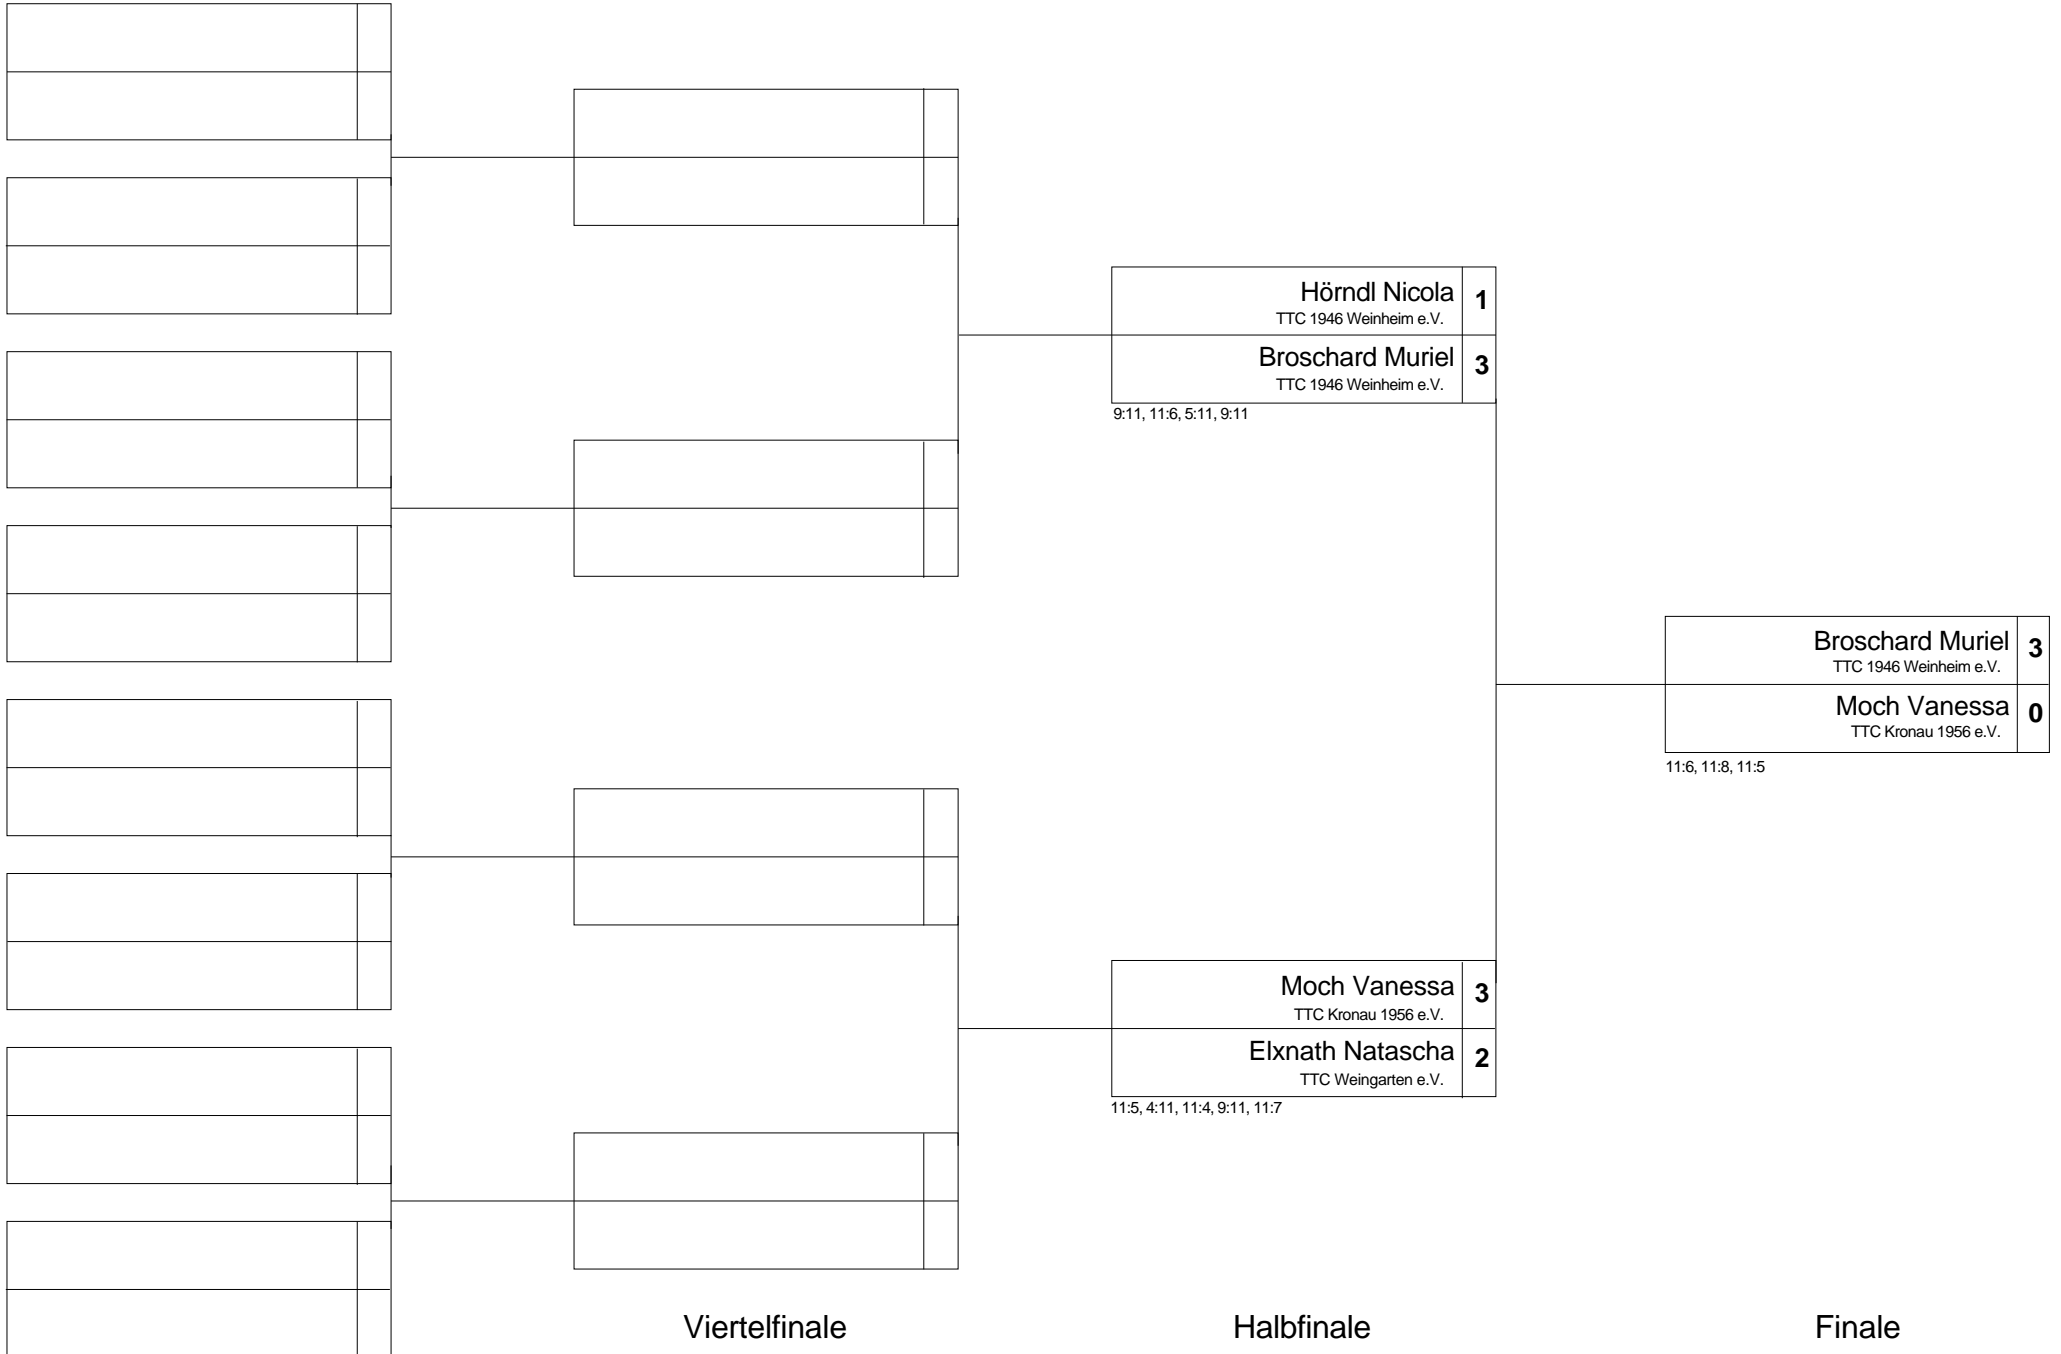 Hörndl Nicola 1
TTC 1946 Weinheim e.V.
Broschard Muriel 3
TTC 1946 Weinheim e.V.
9:11, 11:6, 5:11, 9:11
Broschard Muriel 3
TTC 1946 Weinheim e.V.
Moch Vanessa 0
TTC Kronau 1956 e.V.
11:6, 11:8, 11:5
Moch Vanessa 3
TTC Kronau 1956 e.V.
Elxnath Natascha 2
TTC Weingarten e.V.
11:5, 4:11, 11:4, 9:11, 11:7
Viertelfinale Halbfinale Finale